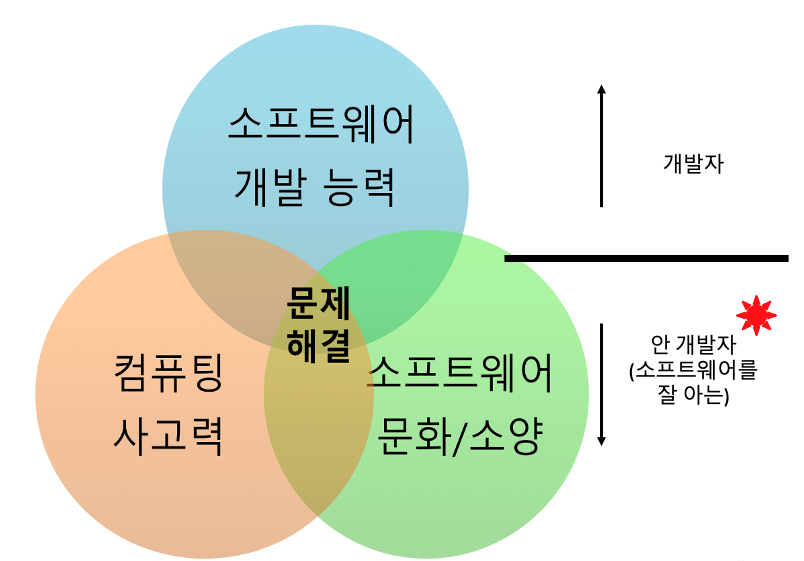 소프트웨어
개발 능력
개발자
문제
해결
안 개발자
(소프트웨어를
잘 아는)
컴퓨팅
사고력
소프트웨어
문화/소양